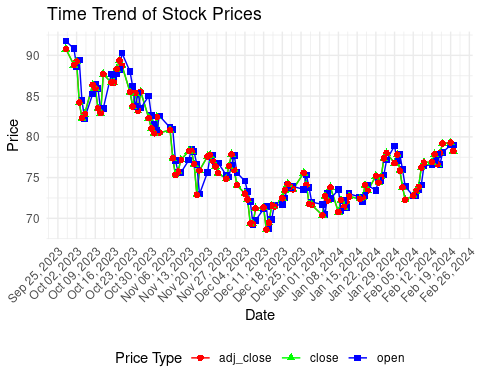 Time Trend of Stock Prices
Price
90
85
80
75
70
Sep 25, 2023
Oct 02, 2023
Oct 09, 2023
Oct 16, 2023
Oct 23, 2023
Oct 30, 2023
Nov 06, 2023
Nov 13, 2023
Nov 20, 2023
Nov 27, 2023
Dec 04, 2023
Dec 11, 2023
Dec 18, 2023
Dec 25, 2023
Jan 01, 2024
Jan 08, 2024
Jan 15, 2024
Jan 22, 2024
Jan 29, 2024
Feb 05, 2024
Feb 12, 2024
Feb 19, 2024
Feb 26, 2024
Date
Price Type adj_close close open